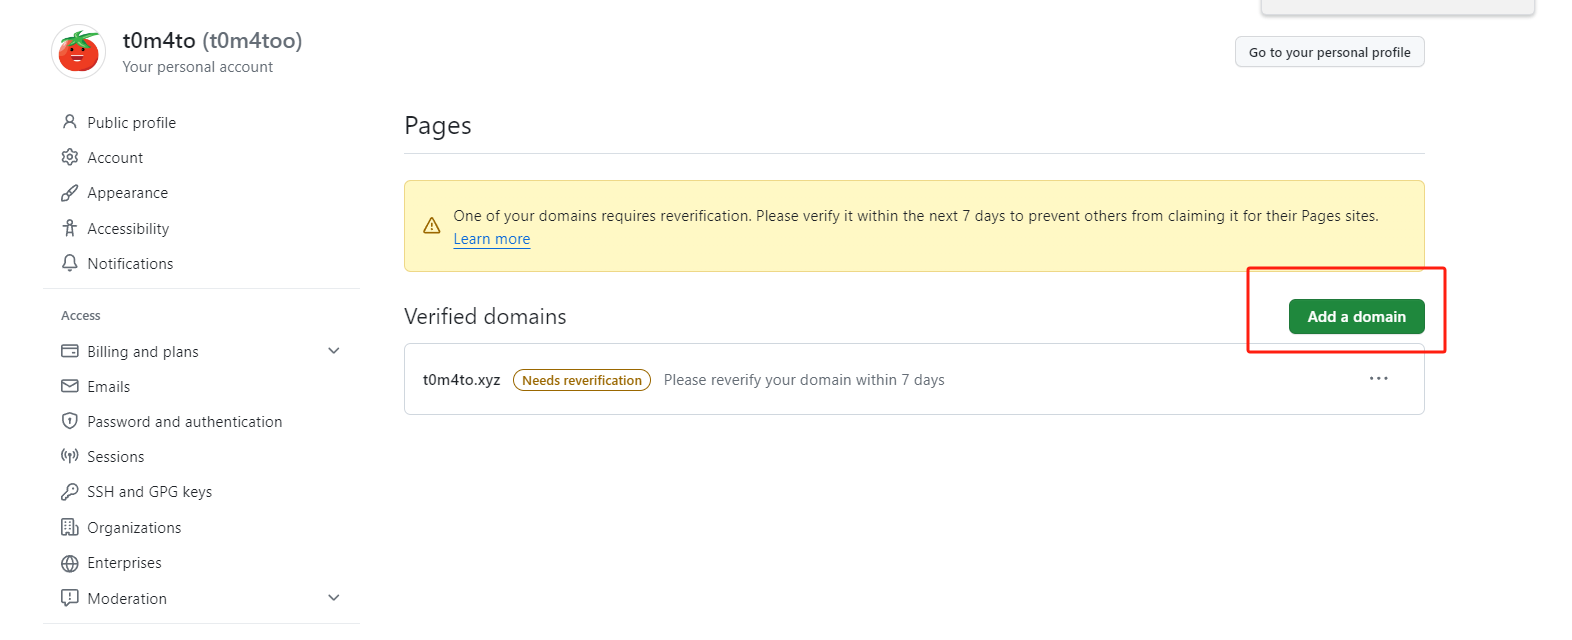 t0m4to (t0m4too)
Your personal account
Go to your personal profile
Public profile
Account
Appearance
Accessibility
Notifications
Access
Billing and plans
Emails
Password and authentication
Sessions
SSH and GPG keys
Organizations
Enterprises
Moderation
Pages
One of your domains requires reverification. Please verify it within the next 7 days to prevent others from claiming it for their Pages sites.
Learn more
Verified domains
Add a domain
t0m4to.xyz Needs reverification Please reverify your domain within 7 days